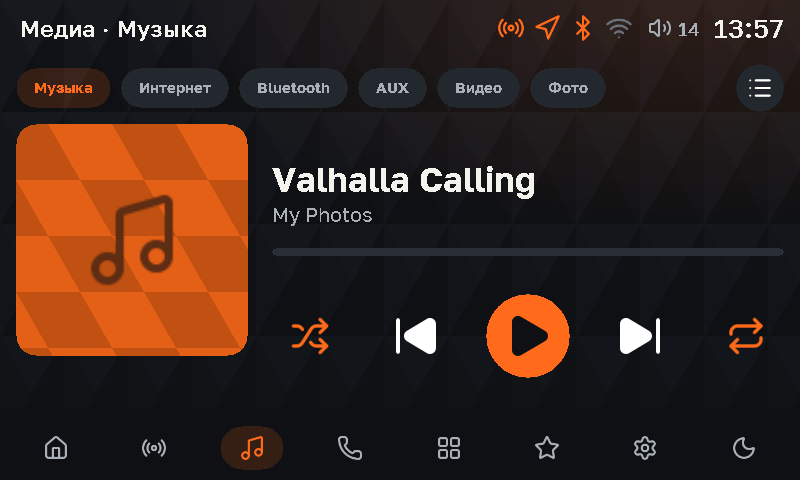 Медиа · Музыка
14 13:57
Музыка Интернет Bluetooth AUX Видео Фото
Valhalla Calling
My Photos